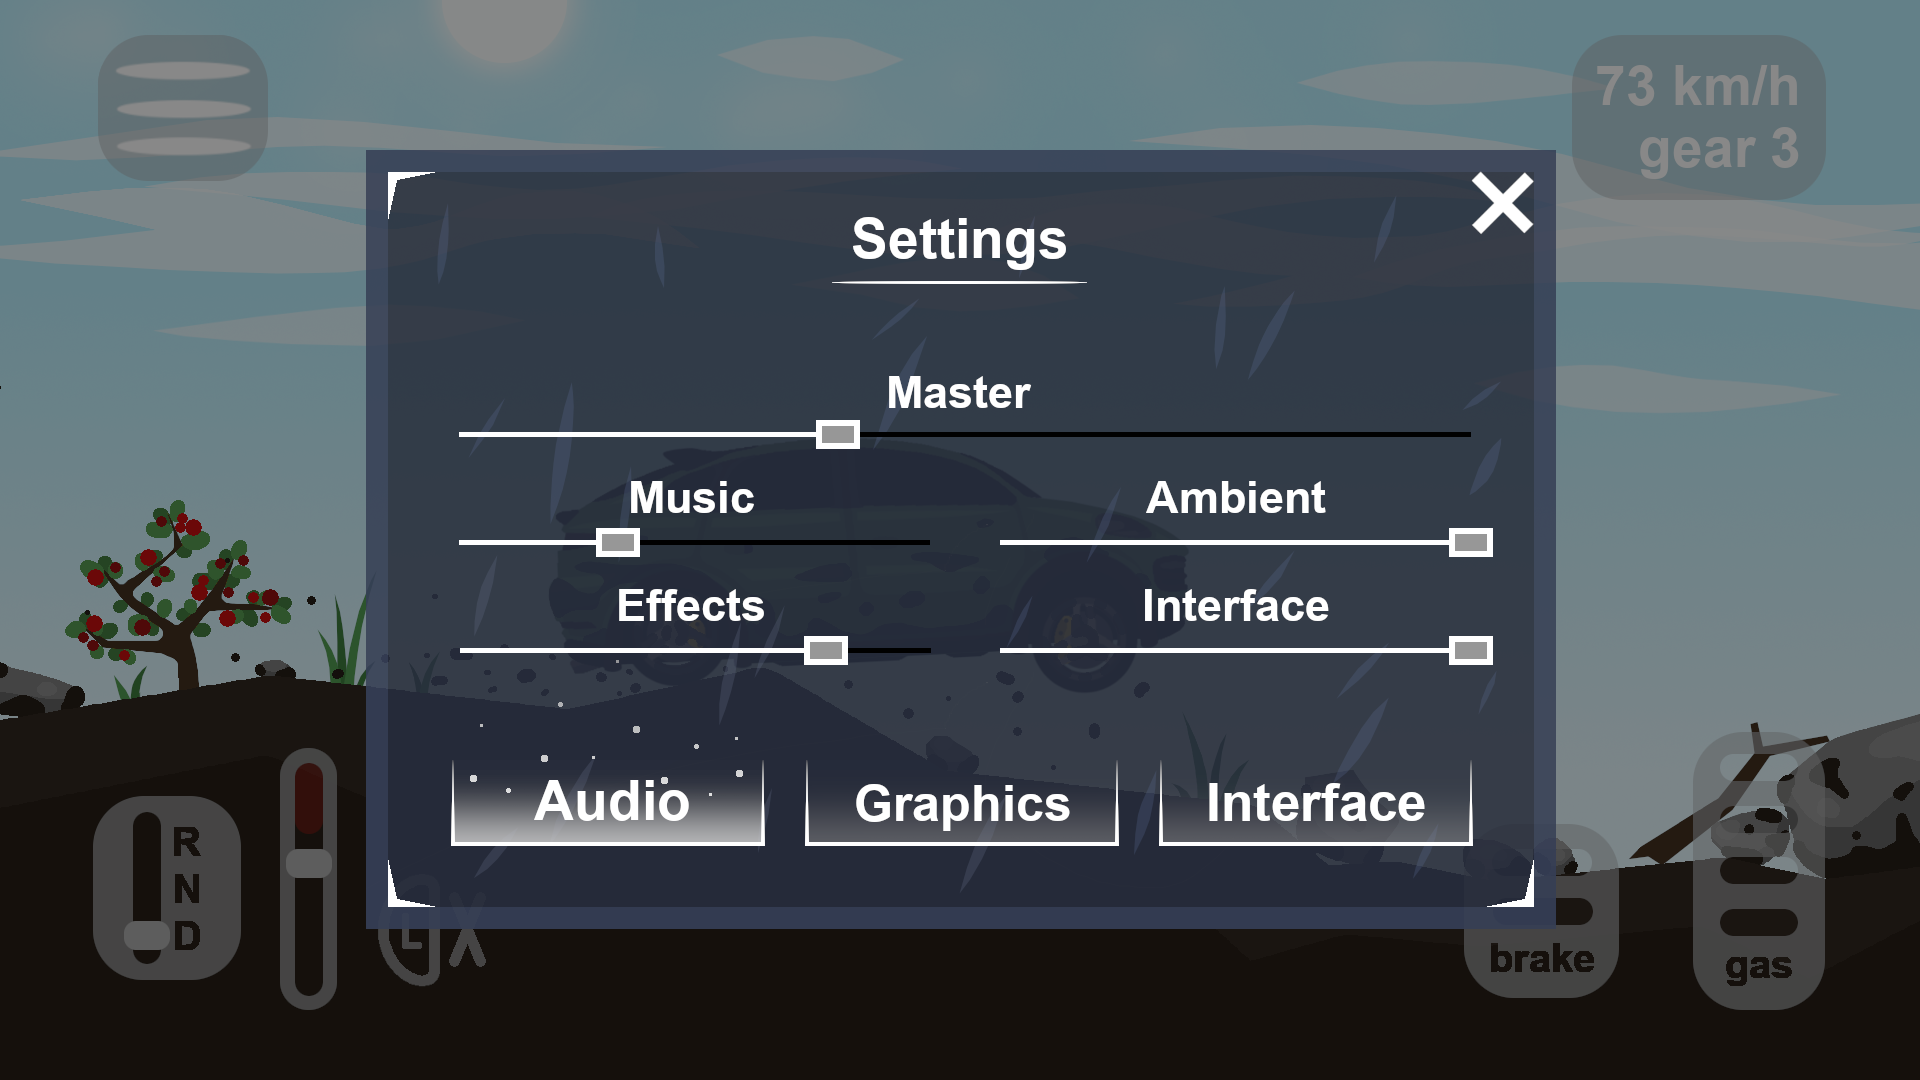 73 km/h
gear 3
Settings
Master
Music
Ambient
Effects
Interface
Audio
Graphics
Interface
R
N
D
L
brake
gas